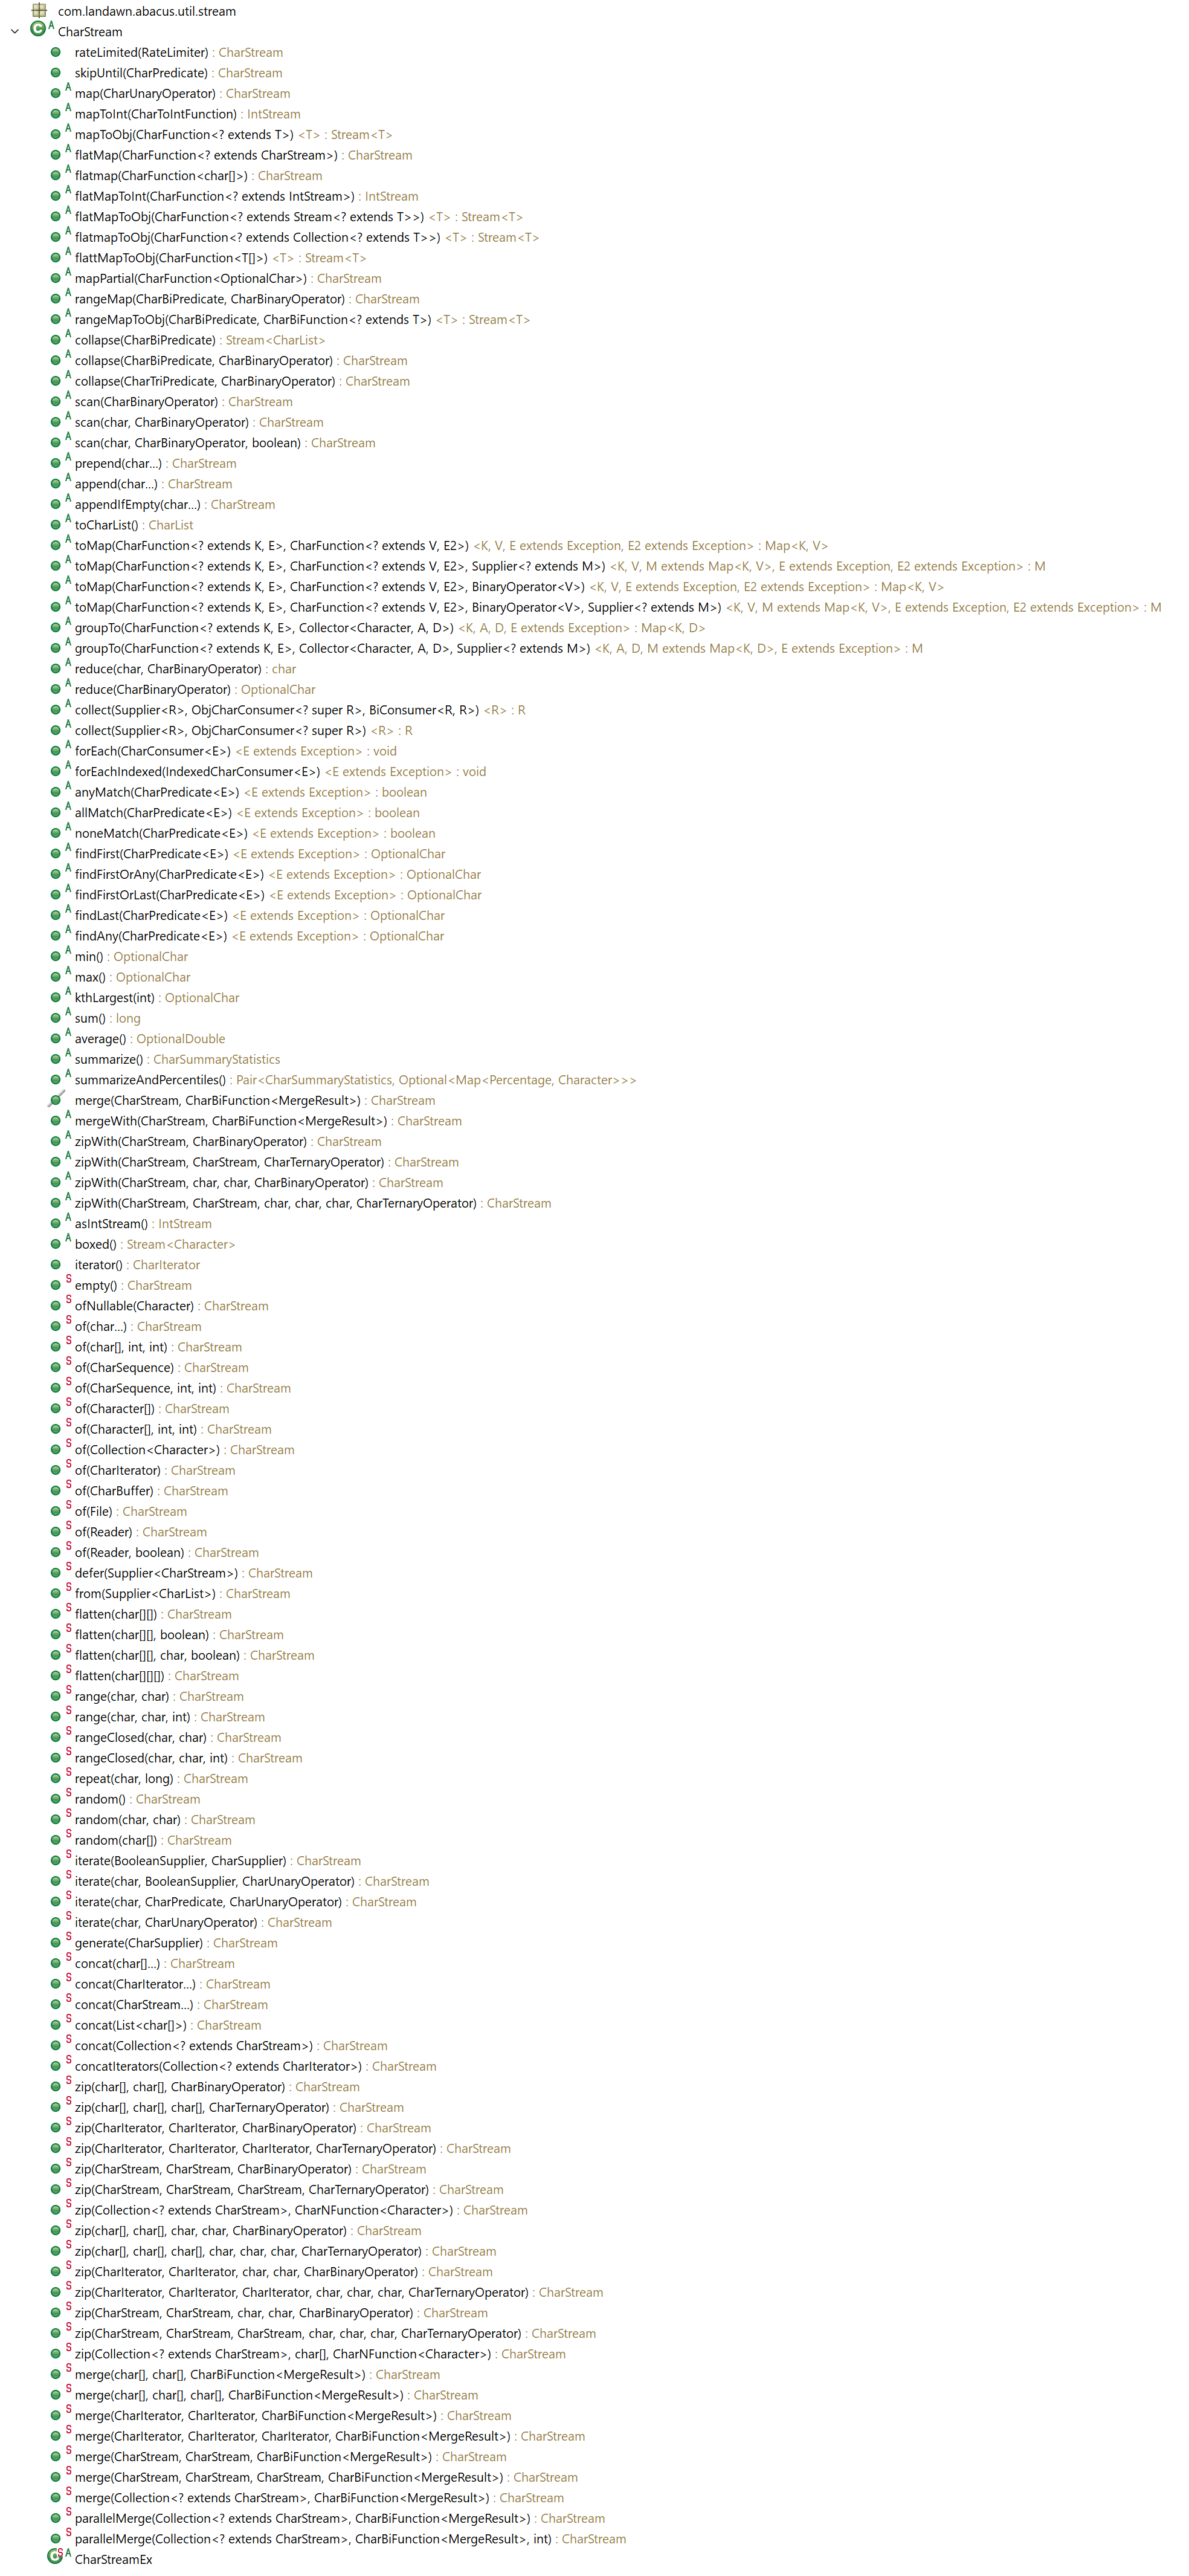 com.landawn.abacus.util.stream
CharStream
rateLimited(RateLimiter) : CharStream
skipUntil(CharPredicate) : CharStream
map(CharUnaryOperator) : CharStream
mapToInt(CharToIntFunction) : IntStream
mapToObj(CharFunction<? extends T>) <T> : Stream<T>
flatMap(CharFunction<? extends CharStream>) : CharStream
flatmap(CharFunction<char[]>) : CharStream
flatMapToInt(CharFunction<? extends IntStream>) : IntStream
flatMapToObj(CharFunction<? extends Stream<? extends T>>) <T> : Stream<T>
flatmapToObj(CharFunction<? extends Collection<? extends T>>) <T> : Stream<T>
flattMapToObj(CharFunction<T[]>) <T> : Stream<T>
mapPartial(CharFunction<OptionalChar>) : CharStream
rangeMap(CharBiPredicate, CharBinaryOperator) : CharStream
rangeMapToObj(CharBiPredicate, CharBiFunction<? extends T>) <T> : Stream<T>
collapse(CharBiPredicate) : Stream<CharList>
collapse(CharBiPredicate, CharBinaryOperator) : CharStream
collapse(CharTriPredicate, CharBinaryOperator) : CharStream
scan(CharBinaryOperator) : CharStream
scan(char, CharBinaryOperator) : CharStream
scan(char, CharBinaryOperator, boolean) : CharStream
prepend(char...) : CharStream
append(char...) : CharStream
appendIfEmpty(char...) : CharStream
toCharList() : CharList
toMap(CharFunction<? extends K, E>, CharFunction<? extends V, E2>) <K, V, E extends Exception, E2 extends Exception> : Map<K, V>
toMap(CharFunction<? extends K, E>, CharFunction<? extends V, E2>, Supplier<? extends M>) <K, V, M extends Map<K, V>, E extends Exception, E2 extends Exception> : M
toMap(CharFunction<? extends K, E>, CharFunction<? extends V, E2>, BinaryOperator<V>) <K, V, E extends Exception, E2 extends Exception> : Map<K, V>
toMap(CharFunction<? extends K, E>, CharFunction<? extends V, E2>, BinaryOperator<V>, Supplier<? extends M>) <K, V, M extends Map<K, V>, E extends Exception, E2 extends Exception> : M
groupTo(CharFunction<? extends K, E>, Collector<Character, A, D>) <K, A, D, E extends Exception> : Map<K, D>
groupTo(CharFunction<? extends K, E>, Collector<Character, A, D>, Supplier<? extends M>) <K, A, D, M extends Map<K, D>, E extends Exception> : M
reduce(char, CharBinaryOperator) : char
reduce(CharBinaryOperator) : OptionalChar
collect(Supplier<R>, ObjCharConsumer<? super R>, BiConsumer<R, R>) <R> : R
collect(Supplier<R>, ObjCharConsumer<? super R>) <R> : R
forEach(CharConsumer<E>) <E extends Exception> : void
forEachIndexed(IndexedCharConsumer<E>) <E extends Exception> : void
anyMatch(CharPredicate<E>) <E extends Exception> : boolean
allMatch(CharPredicate<E>) <E extends Exception> : boolean
noneMatch(CharPredicate<E>) <E extends Exception> : boolean
findFirst(CharPredicate<E>) <E extends Exception> : OptionalChar
findFirstOrAny(CharPredicate<E>) <E extends Exception> : OptionalChar
findFirstOrLast(CharPredicate<E>) <E extends Exception> : OptionalChar
findLast(CharPredicate<E>) <E extends Exception> : OptionalChar
findAny(CharPredicate<E>) <E extends Exception> : OptionalChar
min() : OptionalChar
max() : OptionalChar
kthLargest(int) : OptionalChar
sum() : long
average() : OptionalDouble
summarize() : CharSummaryStatistics
summarizeAndPercentiles() : Pair<CharSummaryStatistics, Optional<Map<Percentage, Character>>>
merge(CharStream, CharBiFunction<MergeResult>) : CharStream
mergeWith(CharStream, CharBiFunction<MergeResult>) : CharStream
zipWith(CharStream, CharBinaryOperator) : CharStream
zipWith(CharStream, CharStream, CharTernaryOperator) : CharStream
zipWith(CharStream, char, char, CharBinaryOperator) : CharStream
zipWith(CharStream, CharStream, char, char, char, CharTernaryOperator) : CharStream
asIntStream() : IntStream
boxed() : Stream<Character>
iterator() : CharIterator
empty() : CharStream
ofNullable(Character) : CharStream
of(char...) : CharStream
of(char[], int, int) : CharStream
of(CharSequence) : CharStream
of(CharSequence, int, int) : CharStream
of(Character[]) : CharStream
of(Character[], int, int) : CharStream
of(Collection<Character>) : CharStream
of(CharIterator) : CharStream
of(CharBuffer) : CharStream
of(File) : CharStream
of(Reader) : CharStream
of(Reader, boolean) : CharStream
defer(Supplier<CharStream>) : CharStream
from(Supplier<CharList>) : CharStream
flatten(char[][]) : CharStream
flatten(char[][], boolean) : CharStream
flatten(char[][], char, boolean) : CharStream
flatten(char[][][]) : CharStream
range(char, char) : CharStream
range(char, char, int) : CharStream
rangeClosed(char, char) : CharStream
rangeClosed(char, char, int) : CharStream
repeat(char, long) : CharStream
random() : CharStream
random(char, char) : CharStream
random(char[]) : CharStream
iterate(BooleanSupplier, CharSupplier) : CharStream
iterate(char, BooleanSupplier, CharUnaryOperator) : CharStream
iterate(char, CharPredicate, CharUnaryOperator) : CharStream
iterate(char, CharUnaryOperator) : CharStream
generate(CharSupplier) : CharStream
concat(char[]...) : CharStream
concat(CharIterator...) : CharStream
concat(CharStream...) : CharStream
concat(List<char[]>) : CharStream
concat(Collection<? extends CharStream>) : CharStream
concatIterators(Collection<? extends CharIterator>) : CharStream
zip(char[], char[], CharBinaryOperator) : CharStream
zip(char[], char[], char[], CharTernaryOperator) : CharStream
zip(CharIterator, CharIterator, CharBinaryOperator) : CharStream
zip(CharIterator, CharIterator, CharIterator, CharTernaryOperator) : CharStream
zip(CharStream, CharStream, CharBinaryOperator) : CharStream
zip(CharStream, CharStream, CharStream, CharTernaryOperator) : CharStream
zip(Collection<? extends CharStream>, CharNFunction<Character>) : CharStream
zip(char[], char[], char, char, CharBinaryOperator) : CharStream
zip(char[], char[], char[], char, char, char, CharTernaryOperator) : CharStream
zip(CharIterator, CharIterator, char, char, CharBinaryOperator) : CharStream
zip(CharIterator, CharIterator, CharIterator, char, char, char, CharTernaryOperator) : CharStream
zip(CharStream, CharStream, char, char, CharBinaryOperator) : CharStream
zip(CharStream, CharStream, CharStream, char, char, char, CharTernaryOperator) : CharStream
zip(Collection<? extends CharStream>, char[], CharNFunction<Character>) : CharStream
merge(char[], char[], CharBiFunction<MergeResult>) : CharStream
merge(char[], char[], char[], CharBiFunction<MergeResult>) : CharStream
merge(CharIterator, CharIterator, CharBiFunction<MergeResult>) : CharStream
merge(CharIterator, CharIterator, CharIterator, CharBiFunction<MergeResult>) : CharStream
merge(CharStream, CharStream, CharBiFunction<MergeResult>) : CharStream
merge(CharStream, CharStream, CharStream, CharBiFunction<MergeResult>) : CharStream
merge(Collection<? extends CharStream>, CharBiFunction<MergeResult>) : CharStream
parallelMerge(Collection<? extends CharStream>, CharBiFunction<MergeResult>) : CharStream
parallelMerge(Collection<? extends CharStream>, CharBiFunction<MergeResult>, int) : CharStream
CharStreamEx